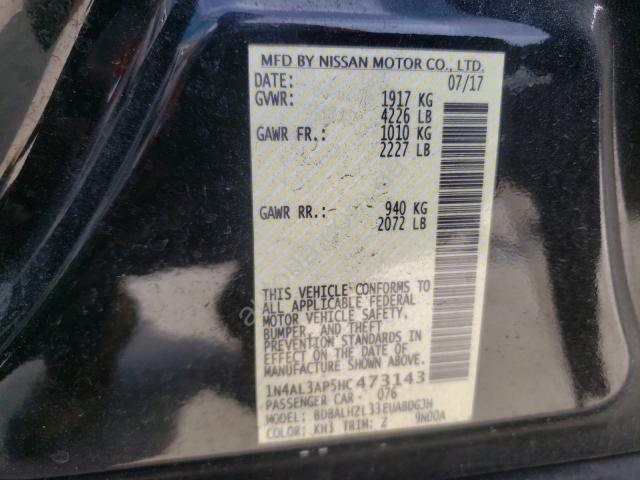 MFD BY NISSAN MOTOR CO., LTD.
DATE: 07/17
GVWR: 1917 KG
4226 LB
GAWR FR.: 1010 KG
2227 LB
GAWR RR.: 940 KG
2072 LB
THIS VEHICLE CONFORMS TO
ALL APPLICABLE FEDERAL
MOTOR VEHICLE SAFETY,
BUMPER, AND THEFT
PREVENTION STANDARDS IN
EFFECT ON THE DATE OF
MANUFACTURE SHOWN ABOVE.
1N4AL3AP5HC473143
PASSENGER CAR 076
MODEL: BDBALHZL33EUABDGJH
COLOR: KH3 TRIM: Z 9N00A